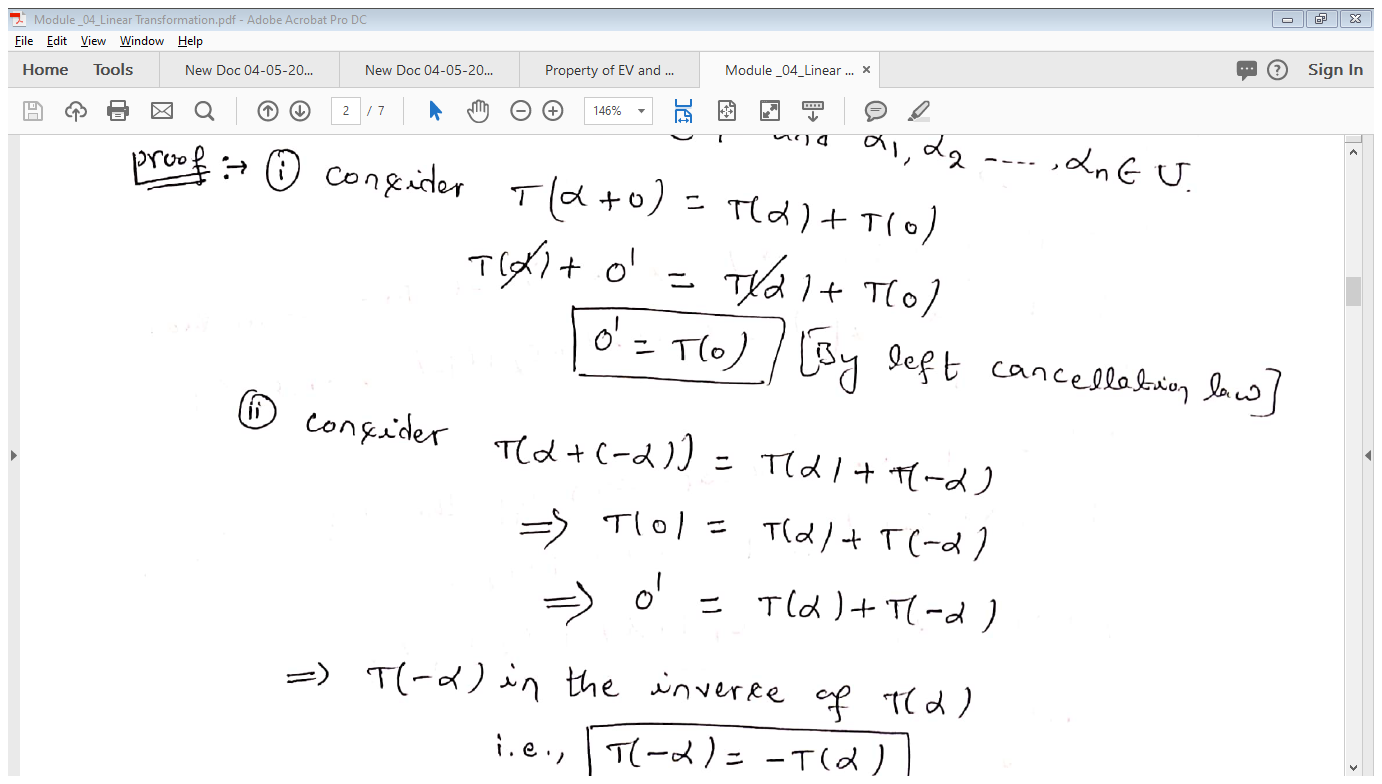 Module _04_Linear Transformation.pdf - Adobe Acrobat Pro DC
File Edit View Window Help
Home Tools New Doc 04-05-20... New Doc 04-05-20... Property of EV and ... Module _04_Linear ... × Sign In
2 / 7 146%
and α₁, α₂ ----, αₙ ∈ U.
proof :→ (i) consider T(α + 0) = T(α) + T(0)
T(α) + 0' = T(α) + T(0)
0' = T(0) [By left cancellation law]
(ii) consider T(α + (-α)) = T(α) + T(-α)
⇒ T(0) = T(α) + T(-α)
⇒ 0' = T(α) + T(-α)
⇒ T(-α) is the inverse of T(α)
i.e., T(-α) = -T(α)